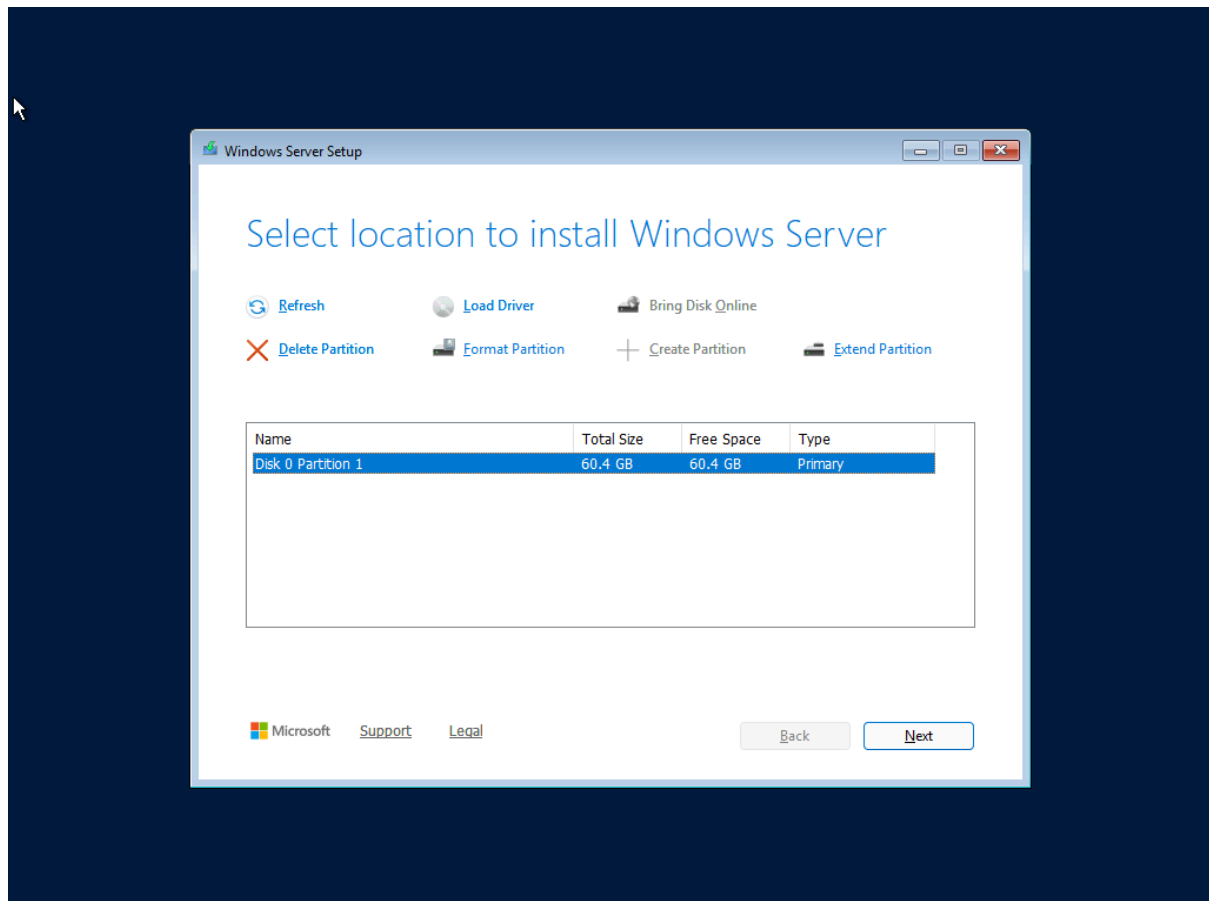 Windows Server Setup
Select location to install Windows Server
Refresh Load Driver Bring Disk Online
Delete Partition Format Partition Create Partition Extend Partition
Name Total Size Free Space Type
Disk 0 Partition 1 60.4 GB 60.4 GB Primary
Microsoft Support Legal Back Next